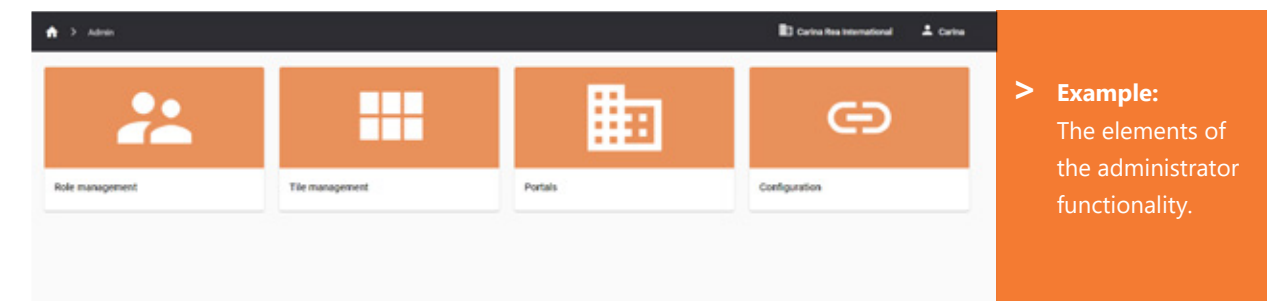 > Admin
Carina Rea International
Carina
Role management
Tile management
Portals
Configuration
> Example:
The elements of
the administrator
functionality.